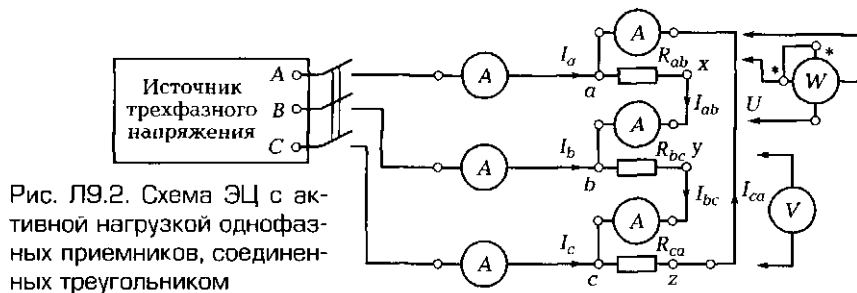 A
I_a
A
R_ab
x
*
*
W
Источник
трехфазного
напряжения
A
B
C
a
I_ab
U
A
I_b
A
R_bc
y
b
I_bc
I_ca
V
A
I_c
A
R_ca
c
z
Рис. Л9.2. Схема ЭЦ с ак-
тивной нагрузкой однофаз-
ных приемников, соединен-
ных треугольником